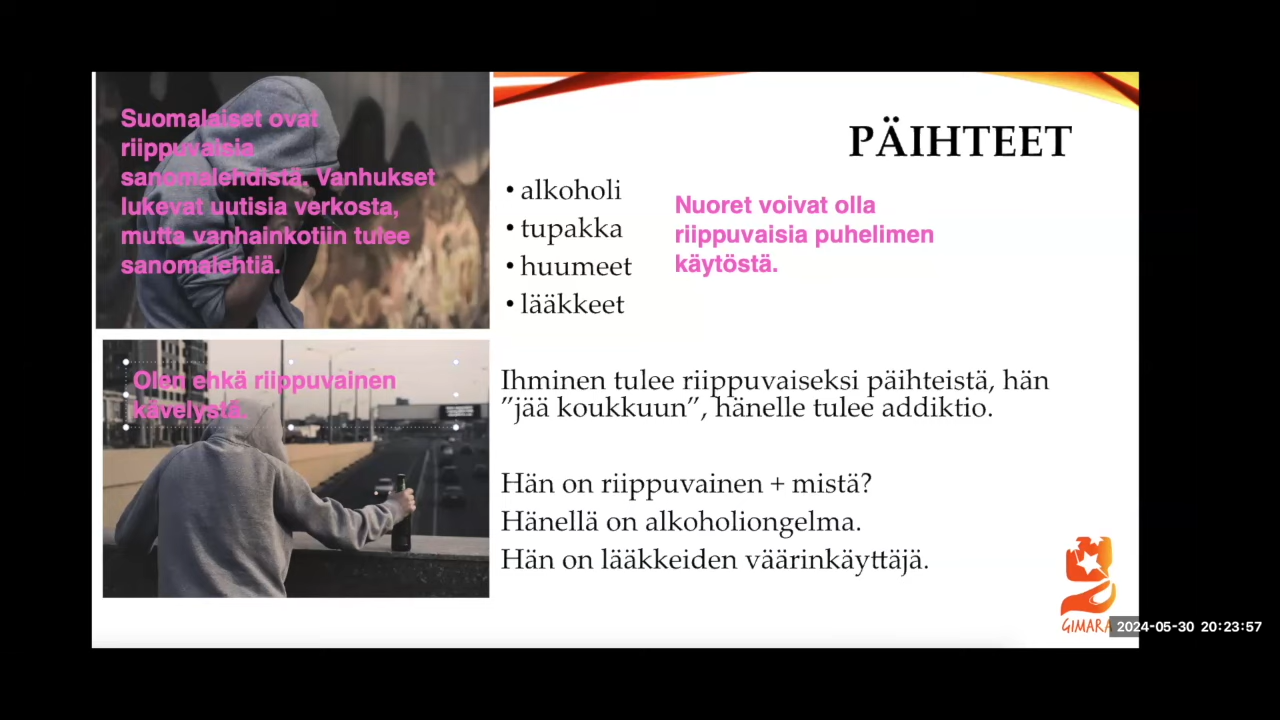 Suomalaiset ovat
riippuvaisia
sanomalehdistä. Vanhukset
lukevat uutisia verkosta,
mutta vanhainkotiin tulee
sanomalehtiä.
Olen ehkä riippuvainen
kävelystä.
PÄIHTEET
• alkoholi
• tupakka
• huumeet
• lääkkeet
Nuoret voivat olla
riippuvaisia puhelimen
käytöstä.
Ihminen tulee riippuvaiseksi päihteistä, hän
”jää koukkuun”, hänelle tulee addiktio.
Hän on riippuvainen + mistä?
Hänellä on alkoholiongelma.
Hän on lääkkeiden väärinkäyttäjä.
GIMARA
2024-05-30 20:23:57